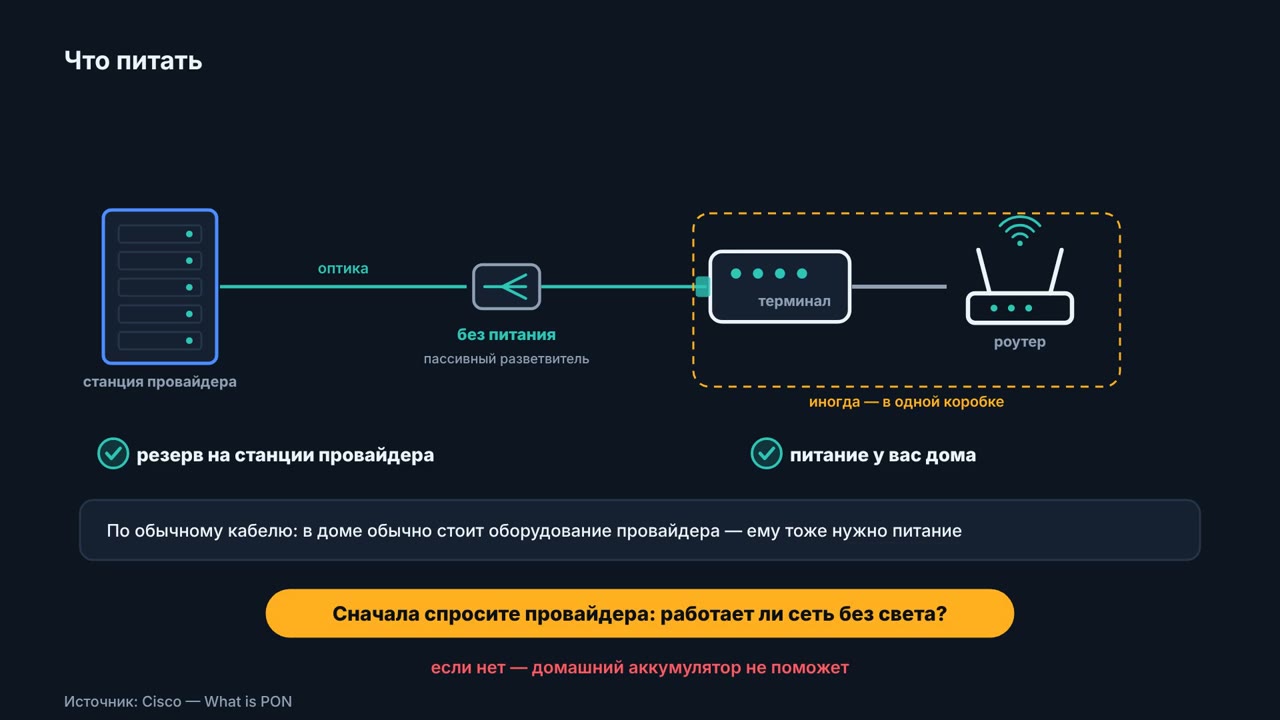 Что питать
оптика
терминал
без питания
роутер
пассивный разветвитель
станция провайдера
иногда — в одной коробке
резерв на станции провайдера
питание у вас дома
По обычному кабелю: в доме обычно стоит оборудование провайдера — ему тоже нужно питание
Сначала спросите провайдера: работает ли сеть без света?
если нет — домашний аккумулятор не поможет
Источник: Cisco — What is PON